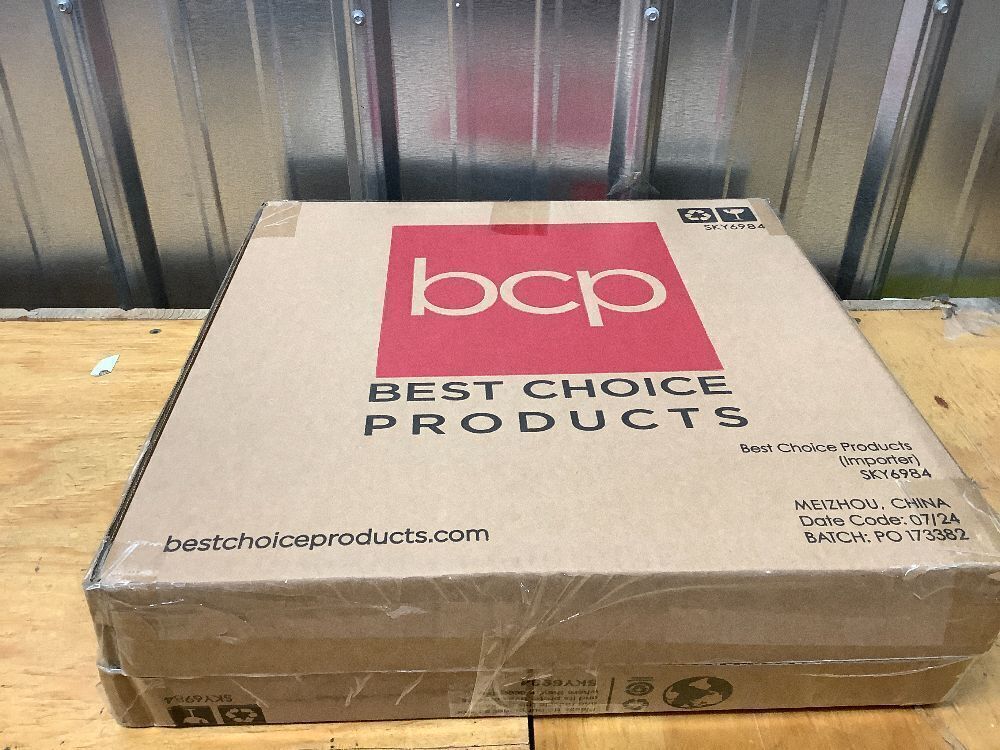 SKY6984
bcp
BEST CHOICE
PRODUCTS
Best Choice Products
(Importer)
SKY6984
MEIZHOU, CHINA
Date Code: 07/24
BATCH: PO 173382
bestchoiceproducts.com
SKY6984
SKY6984